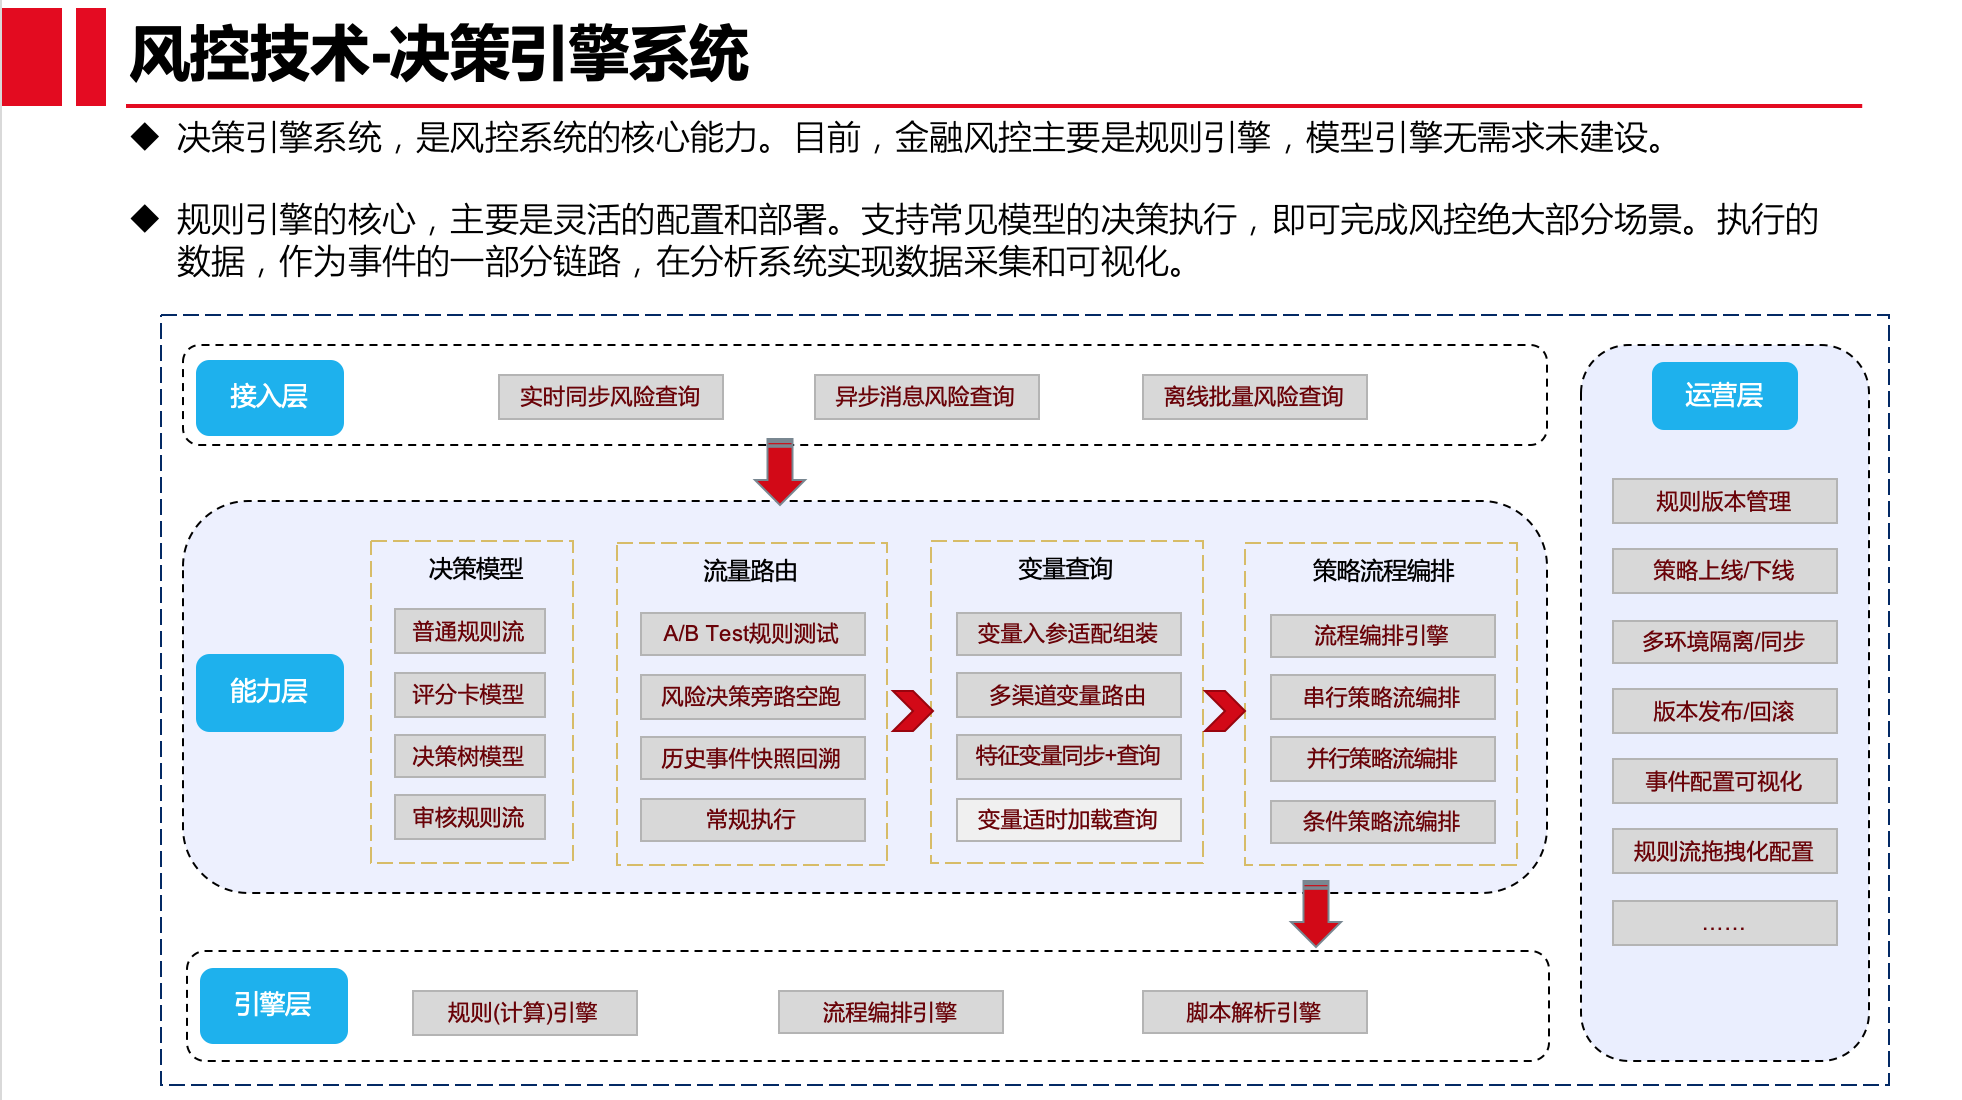 风控技术-决策引擎系统
◆ 决策引擎系统，是风控系统的核心能力。目前，金融风控主要是规则引擎，模型引擎无需求未建设。
◆ 规则引擎的核心，主要是灵活的配置和部署。支持常见模型的决策执行，即可完成风控绝大部分场景。执行的
数据，作为事件的一部分链路，在分析系统实现数据采集和可视化。
接入层
实时同步风险查询
异步消息风险查询
离线批量风险查询
能力层
决策模型
普通规则流
评分卡模型
决策树模型
审核规则流
流量路由
A/B Test规则测试
风险决策旁路空跑
历史事件快照回溯
常规执行
变量查询
变量入参适配组装
多渠道变量路由
特征变量同步+查询
变量适时加载查询
策略流程编排
流程编排引擎
串行策略流编排
并行策略流编排
条件策略流编排
引擎层
规则(计算)引擎
流程编排引擎
脚本解析引擎
运营层
规则版本管理
策略上线/下线
多环境隔离/同步
版本发布/回滚
事件配置可视化
规则流拖拽化配置
……